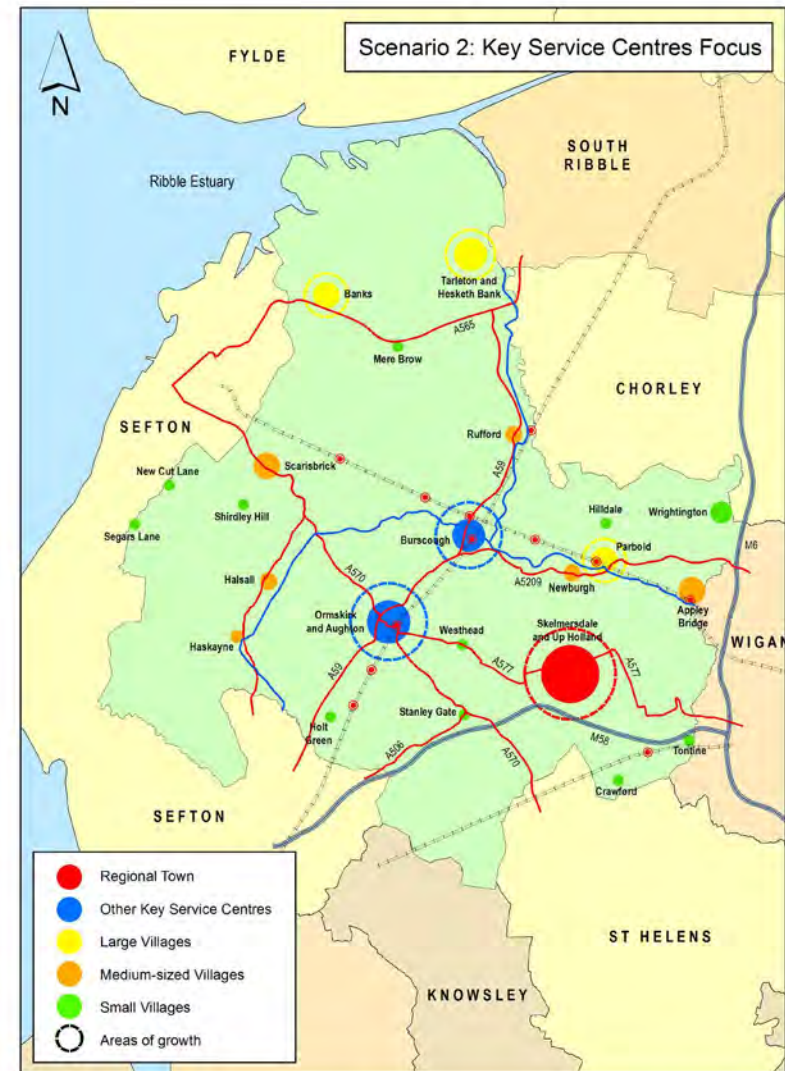 Scenario 2: Key Service Centres Focus
FYLDE
N
SOUTH
RIBBLE
Ribble Estuary
Banks
Tarleton and
Hesketh Bank
A565
Mere Brow
CHORLEY
SEFTON
Rufford
A59
Scarisbrick
New Cut Lane
Shirdley Hill
Segars Lane
Hilldale
Wrightington
Burscough
Parbold
M6
A570
Halsall
A5209
Newburgh
Appley
Bridge
Ormskirk
and Aughton
Westhead
Skelmersdale
and Up Holland
WIGAN
Haskayne
A577
A577
A59
Holt
Green
Stanley Gate
M58
A506
A570
Tontine
Crawford
SEFTON
ST HELENS
KNOWSLEY
Regional Town
Other Key Service Centres
Large Villages
Medium-sized Villages
Small Villages
Areas of growth